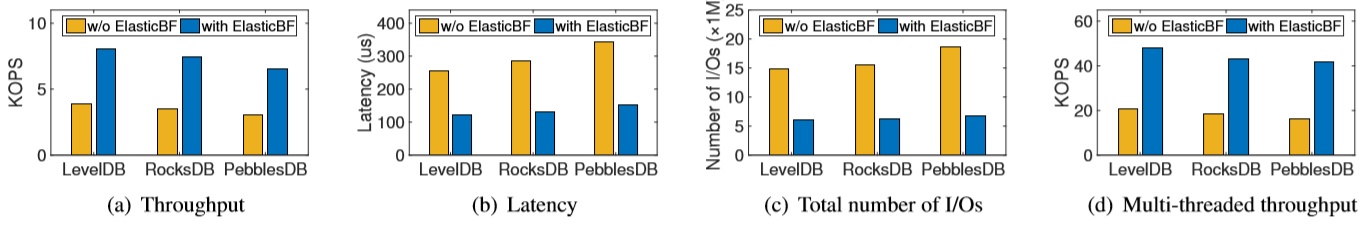 10
5
0
KOPS
w/o ElasticBF with ElasticBF
LevelDB RocksDB PebblesDB
(a) Throughput
400
300
200
100
0
Latency (us)
w/o ElasticBF with ElasticBF
LevelDB RocksDB PebblesDB
(b) Latency
25
20
15
10
5
0
Number of I/Os (×1M
w/o ElasticBF with ElasticBF
LevelDB RocksDB PebblesDB
(c) Total number of I/Os
60
40
20
0
KOPS
w/o ElasticBF with ElasticBF
LevelDB RocksDB PebblesDB
(d) Multi-threaded throughput